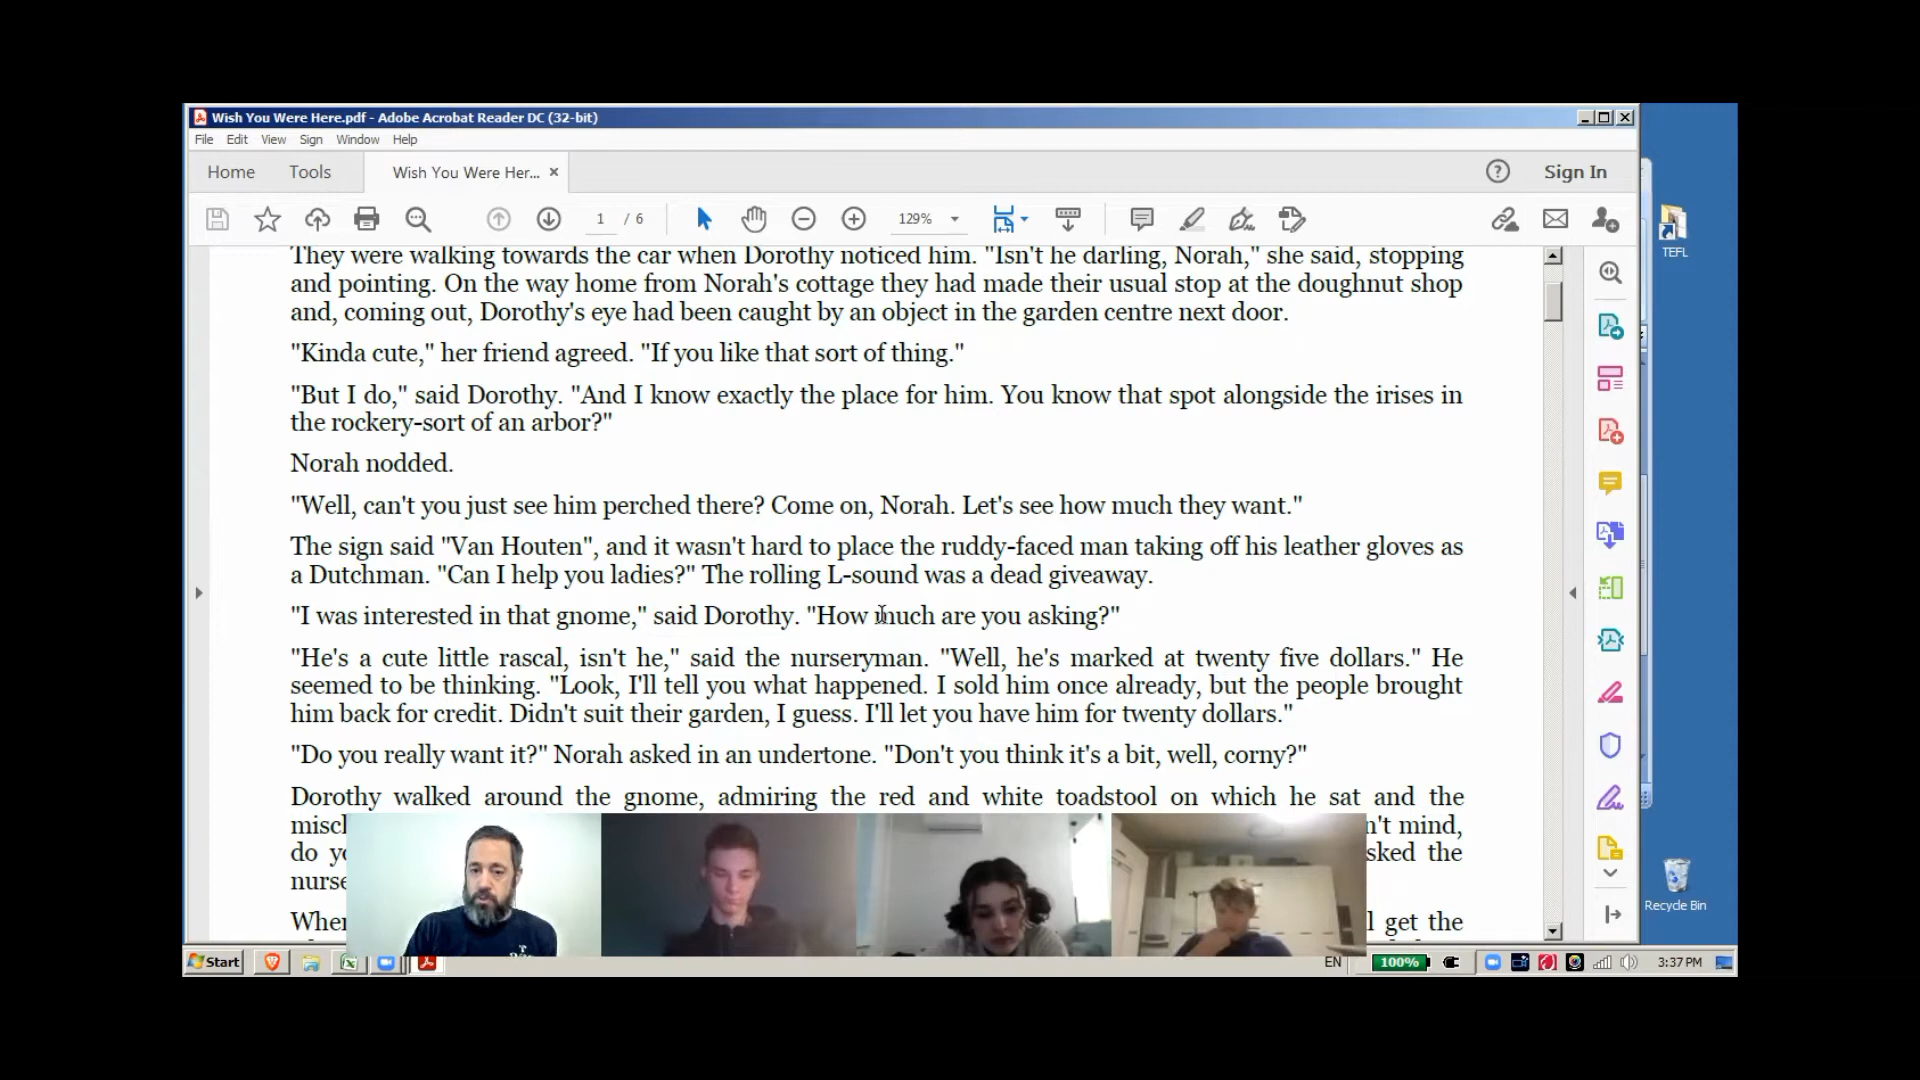 Wish You Were Here.pdf - Adobe Acrobat Reader DC (32-bit)
File Edit View Sign Window Help
Home Tools Wish You Were Her... Sign In
1 / 6 129%
They were walking towards the car when Dorothy noticed him. "Isn't he darling, Norah," she said, stopping
and pointing. On the way home from Norah's cottage they had made their usual stop at the doughnut shop
and, coming out, Dorothy's eye had been caught by an object in the garden centre next door.
"Kinda cute," her friend agreed. "If you like that sort of thing."
"But I do," said Dorothy. "And I know exactly the place for him. You know that spot alongside the irises in
the rockery-sort of an arbor?"
Norah nodded.
"Well, can't you just see him perched there? Come on, Norah. Let's see how much they want."
The sign said "Van Houten", and it wasn't hard to place the ruddy-faced man taking off his leather gloves as
a Dutchman. "Can I help you ladies?" The rolling L-sound was a dead giveaway.
"I was interested in that gnome," said Dorothy. "How much are you asking?"
"He's a cute little rascal, isn't he," said the nurseryman. "Well, he's marked at twenty five dollars." He
seemed to be thinking. "Look, I'll tell you what happened. I sold him once already, but the people brought
him back for credit. Didn't suit their garden, I guess. I'll let you have him for twenty dollars."
"Do you really want it?" Norah asked in an undertone. "Don't you think it's a bit, well, corny?"
Dorothy walked around the gnome, admiring the red and white toadstool on which he sat and the
misch n't mind,
do yo sked the
nurse
When l get the
TEFL
Recycle Bin
Start EN 100% 3:37 PM